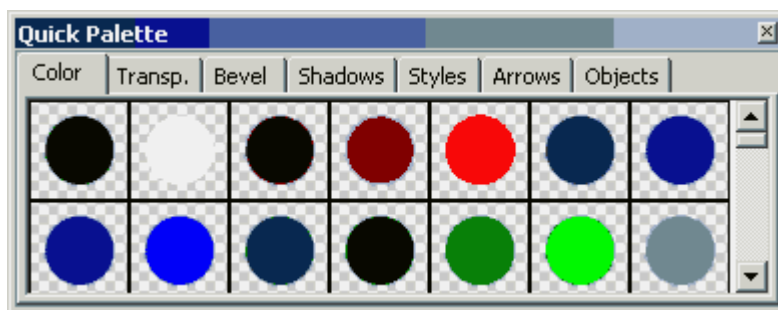 Quick Palette
Color Transp. Bevel Shadows Styles Arrows Objects